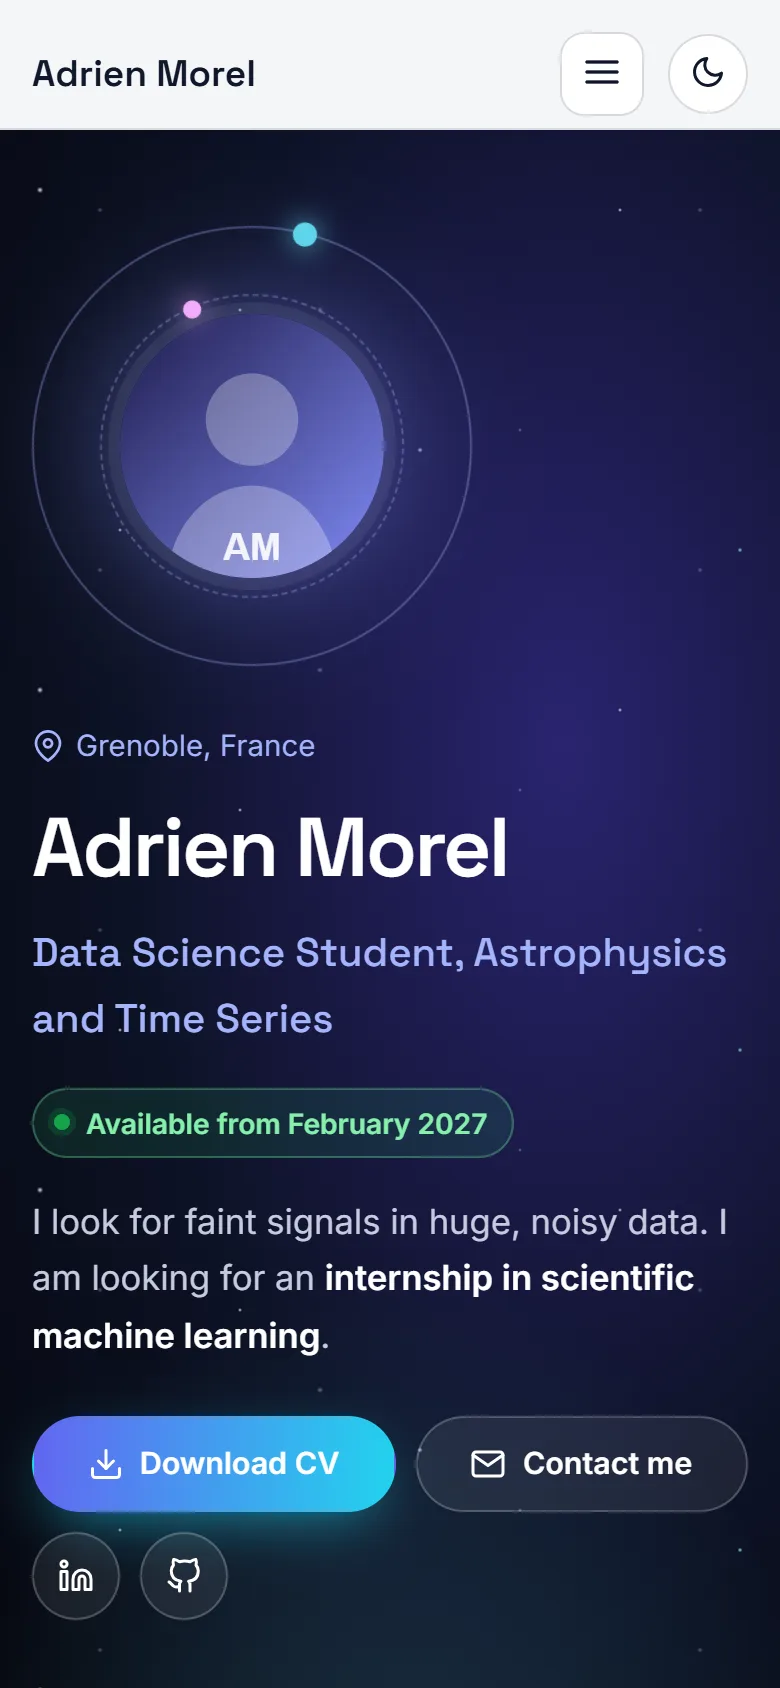 Adrien Morel
AM
Grenoble, France
Adrien Morel
Data Science Student, Astrophysics
and Time Series
Available from February 2027
I look for faint signals in huge, noisy data. I
am looking for an internship in scientific
machine learning.
Download CV
Contact me
in